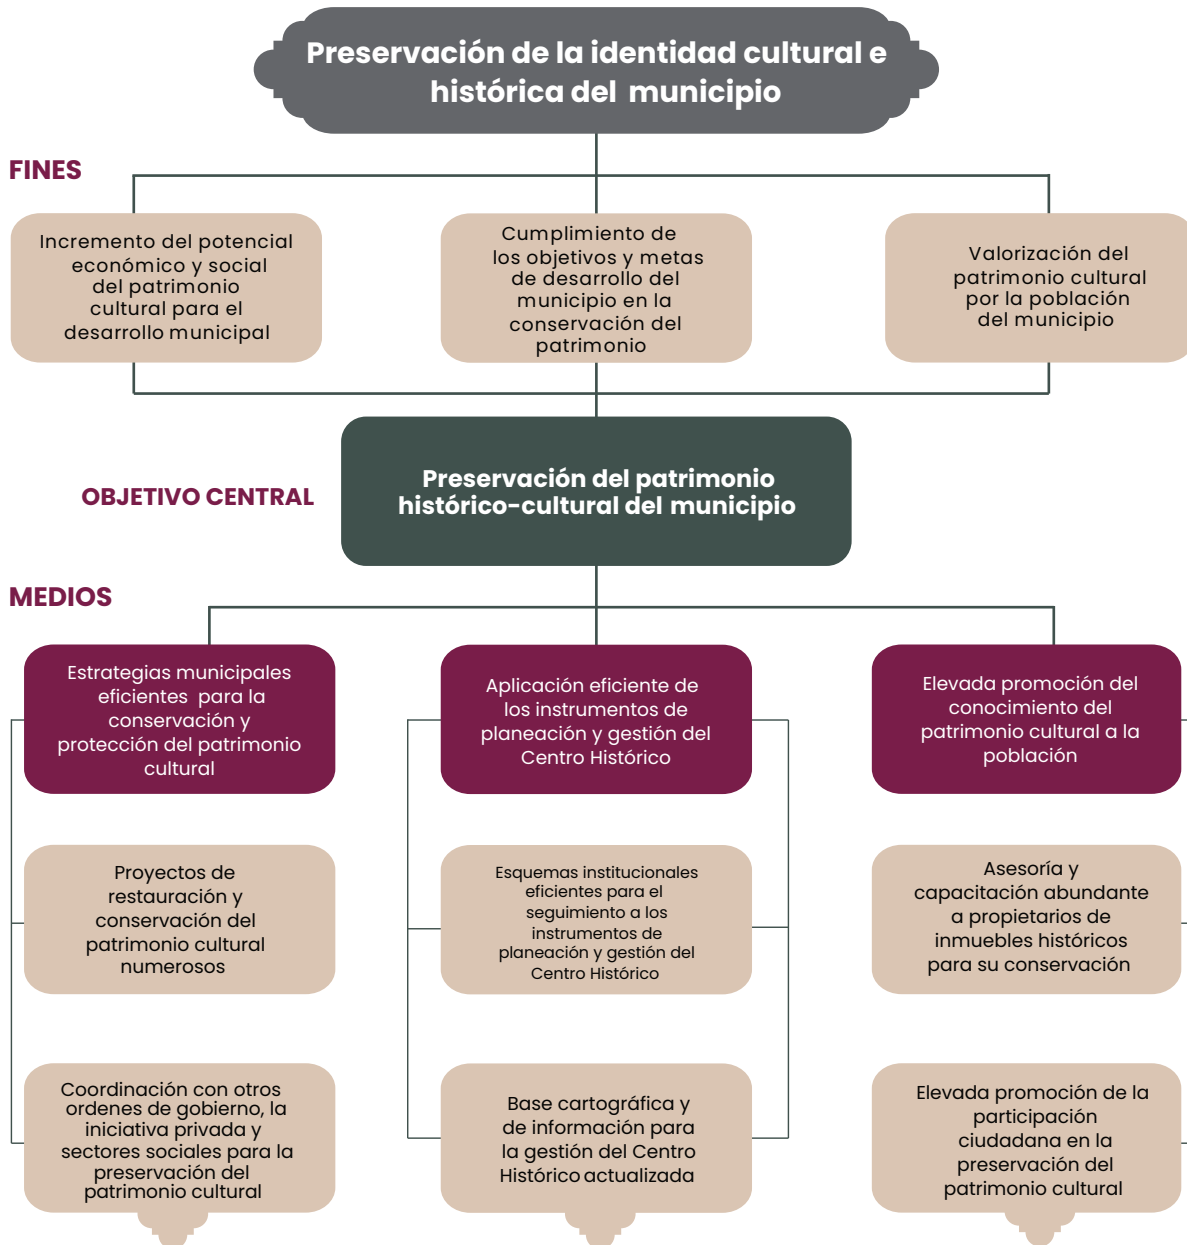 Preservación de la identidad cultural e
histórica del municipio
FINES
Incremento del potencial
económico y social
del patrimonio
cultural para el
desarrollo municipal
Cumplimiento de
los objetivos y metas
de desarrollo del
municipio en la
conservación del
patrimonio
Valorización del
patrimonio cultural
por la población
del municipio
OBJETIVO CENTRAL
Preservación del patrimonio
histórico-cultural del municipio
MEDIOS
Estrategias municipales
eficientes para la
conservación y
protección del patrimonio
cultural
Aplicación eficiente de
los instrumentos de
planeación y gestión del
Centro Histórico
Elevada promoción del
conocimiento del
patrimonio cultural a la
población
Proyectos de
restauración y
conservación del
patrimonio cultural
numerosos
Esquemas institucionales
eficientes para el
seguimiento a los
instrumentos de
planeación y gestión del
Centro Histórico
Asesoría y
capacitación abundante
a propietarios de
inmuebles históricos
para su conservación
Coordinación con otros
ordenes de gobierno, la
iniciativa privada y
sectores sociales para la
preservación del
patrimonio cultural
Base cartográfica y
de información para
la gestión del Centro
Histórico actualizada
Elevada promoción de la
participación
ciudadana en la
preservación del
patrimonio cultural